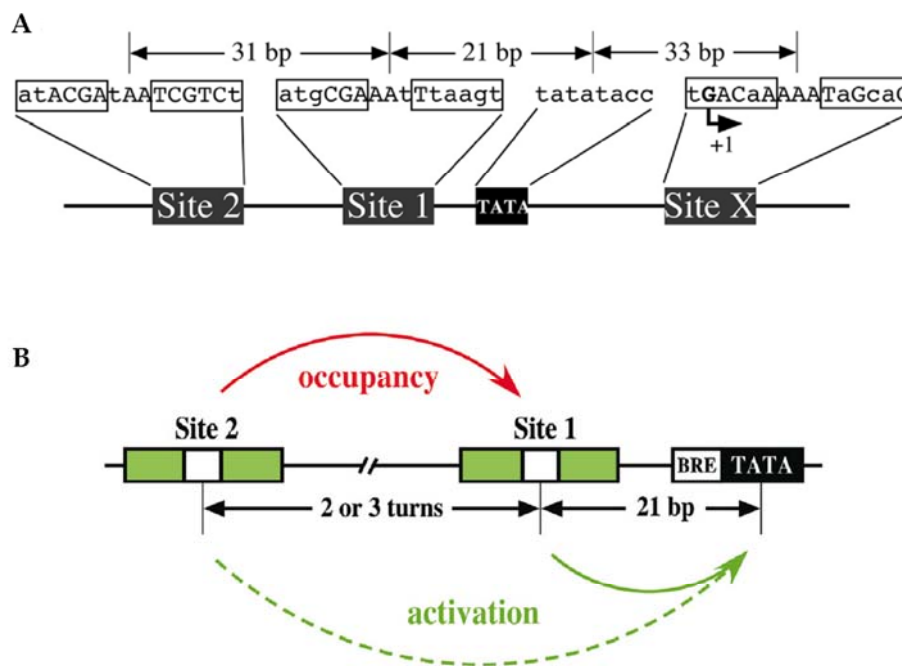 A
31 bp 21 bp 33 bp
atACGAtAATCGTCt atgCGAAAtTtaagt tatatacc tGACaAAAATaGcaC
+1
Site 2 Site 1 TATA Site X
B
occupancy
Site 2 Site 1
BRE TATA
2 or 3 turns 21 bp
activation